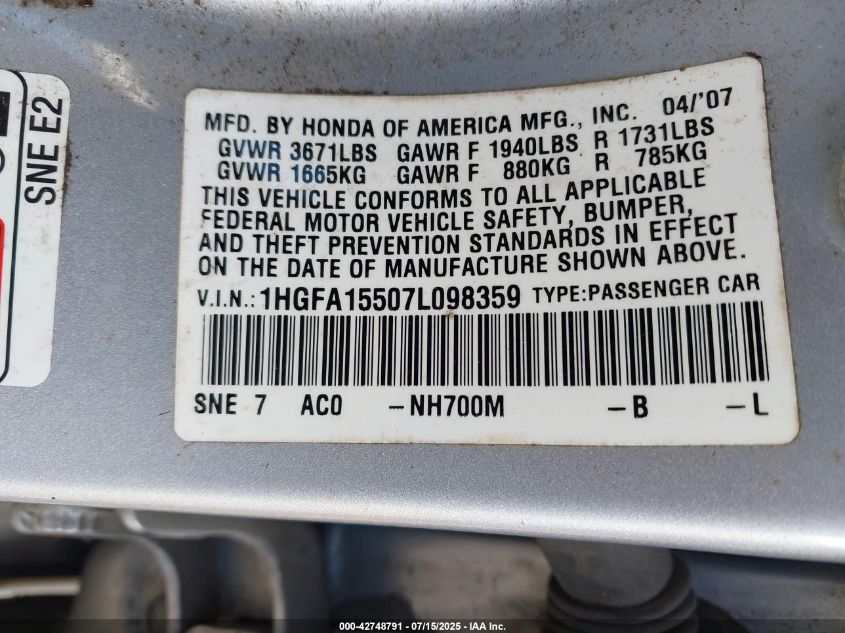 SNE E2
MFD. BY HONDA OF AMERICA MFG., INC. 04/'07
GVWR 3671LBS GAWR F 1940LBS R 1731LBS
GVWR 1665KG GAWR F 880KG R 785KG
THIS VEHICLE CONFORMS TO ALL APPLICABLE
FEDERAL MOTOR VEHICLE SAFETY, BUMPER,
AND THEFT PREVENTION STANDARDS IN EFFECT
ON THE DATE OF MANUFACTURE SHOWN ABOVE.
V.I.N.: 1HGFA15507L098359 TYPE:PASSENGER CAR
SNE 7 AC0 -NH700M -B -L
000-42748791 - 07/15/2025 - IAA Inc.